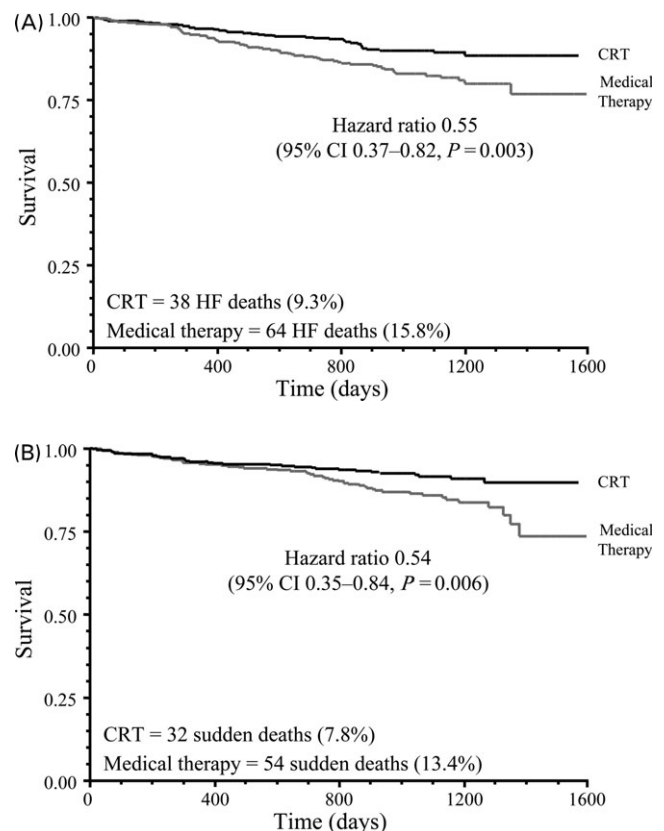 (A)
1.00
0.75
0.50
0.25
0.00
Survival
CRT
Medical
Therapy
Hazard ratio 0.55
(95% CI 0.37–0.82, P = 0.003)
CRT = 38 HF deaths (9.3%)
Medical therapy = 64 HF deaths (15.8%)
0 400 800 1200 1600
Time (days)
(B)
1.00
0.75
0.50
0.25
0.00
Survival
CRT
Medical
Therapy
Hazard ratio 0.54
(95% CI 0.35–0.84, P = 0.006)
CRT = 32 sudden deaths (7.8%)
Medical therapy = 54 sudden deaths (13.4%)
0 400 800 1200 1600
Time (days)